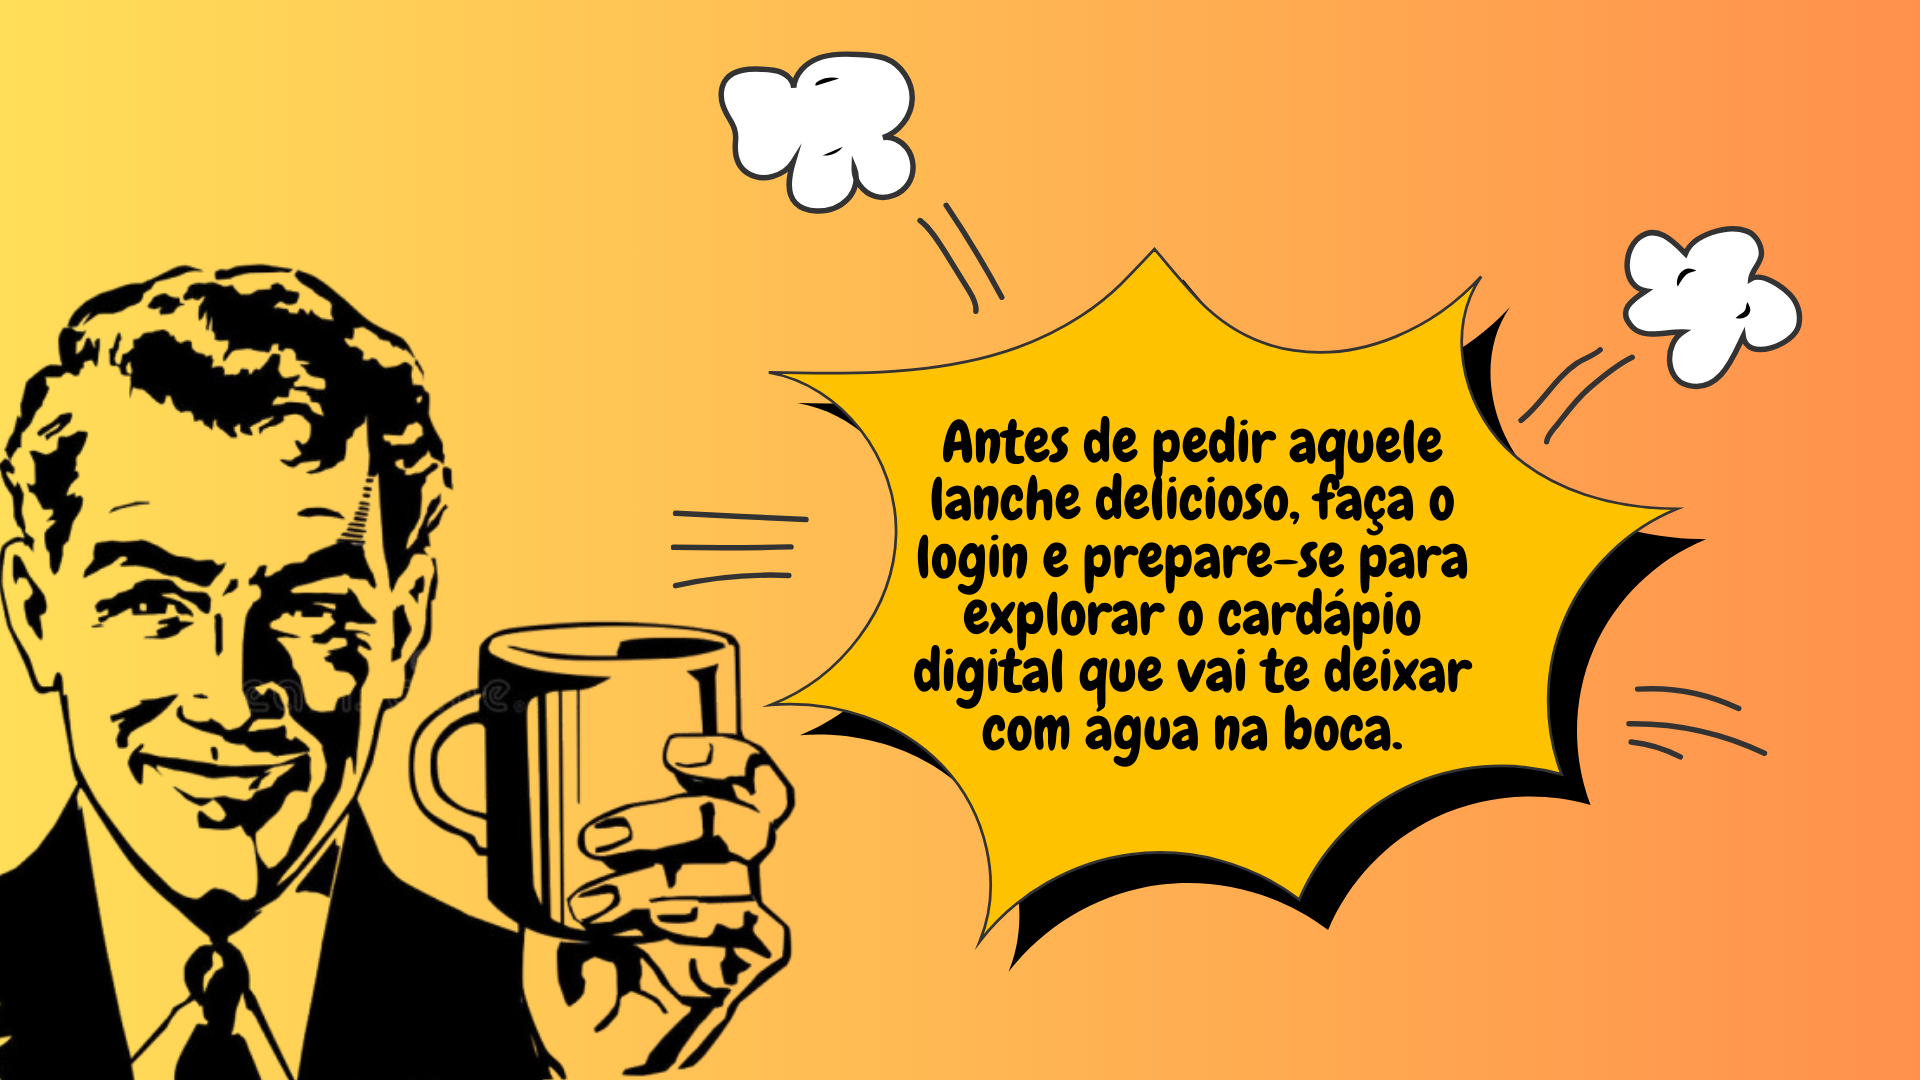 Antes de pedir aquele
lanche delicioso, faça o
login e prepare-se para
explorar o cardápio
digital que vai te deixar
com água na boca.